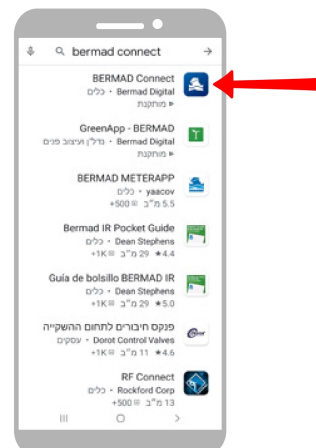 bermad connect
BERMAD Connect
Bermad Digital • כלים
מותקנת
GreenApp - BERMAD
Bermad Digital • נדל"ן ועיצוב פנים
מותקנת
BERMAD METERAPP
yaacov • כלים
5.5 מ"ב 500+
Bermad IR Pocket Guide
Dean Stephens • כלים
4.4★ 29 מ"ב 1K+
Guía de bolsillo BERMAD IR
Dean Stephens • כלים
5.0★ 29 מ"ב 1K+
פנקס חיבורים לתחום ההשקייה
Dorot Control Valves • עסקים
4.6★ 11 מ"ב 1K+
RF Connect
Rockford Corp • כלים
13 מ"ב 500+